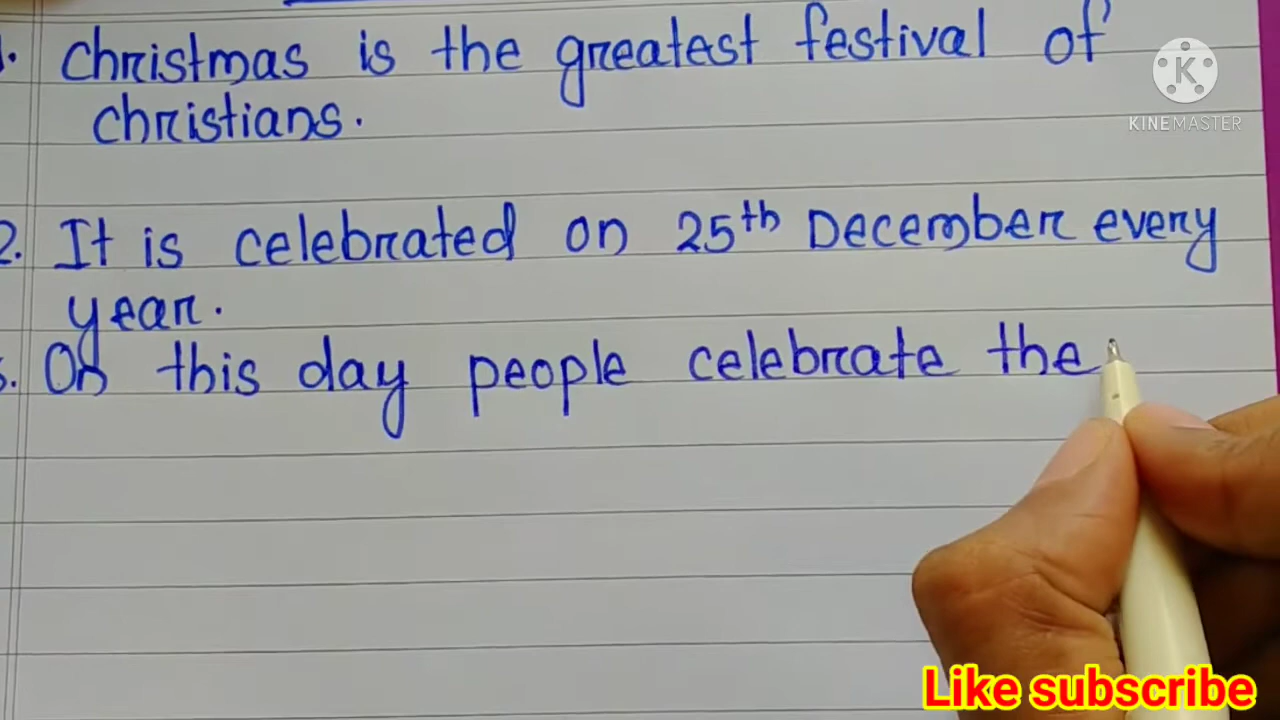 1. Christmas is the greatest festival of
christians.
2. It is celebrated on 25th December every
year.
3. On this day people celebrate the
KINEMASTER
Like subscribe